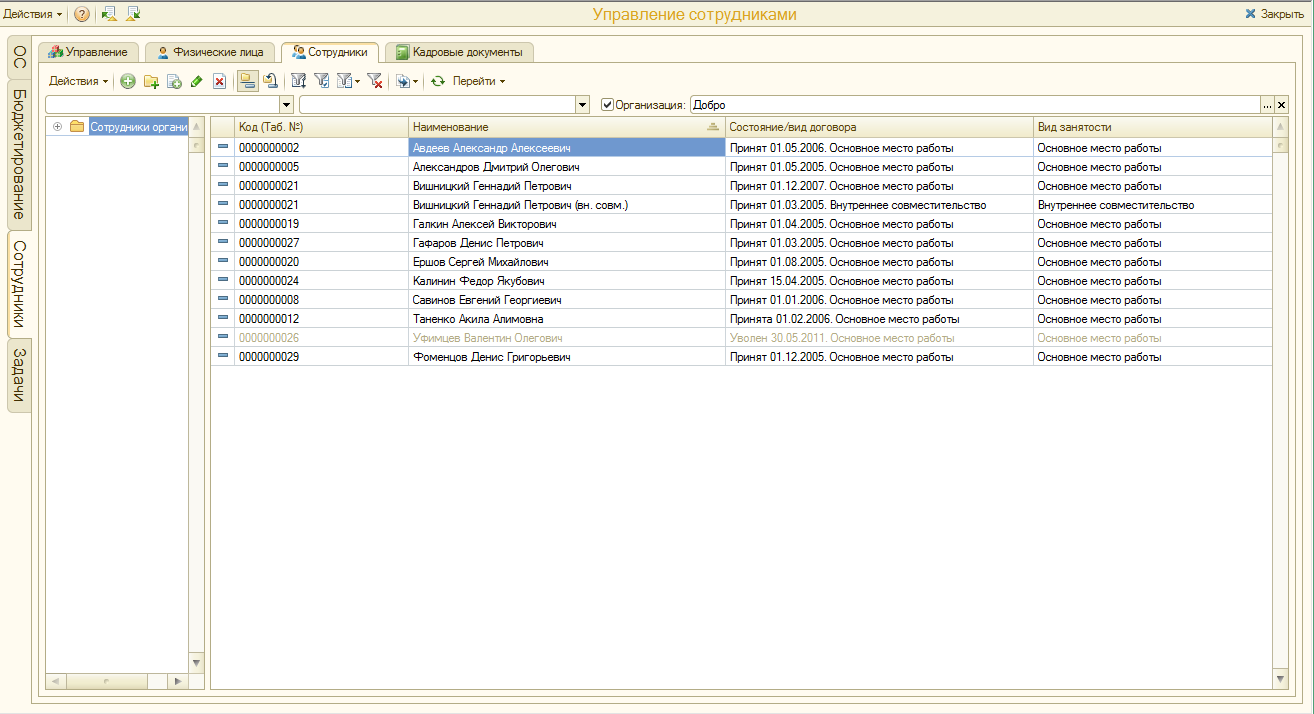 Действия Управление сотрудниками Закрыть
Управление Физические лица Сотрудники Кадровые документы
ОС
Бюджетирование
Сотрудники
Задачи
Действия Перейти
Организация: Добро ...
Сотрудники органи
Код (Таб. №) Наименование Состояние/вид договора Вид занятости
0000000002 Авдеев Александр Алексеевич Принят 01.05.2006. Основное место работы Основное место работы
0000000005 Александров Дмитрий Олегович Принят 01.05.2005. Основное место работы Основное место работы
0000000021 Вишницкий Геннадий Петрович Принят 01.12.2007. Основное место работы Основное место работы
0000000021 Вишницкий Геннадий Петрович (вн. совм.) Принят 01.03.2005. Внутреннее совместительство Внутреннее совместительство
0000000019 Галкин Алексей Викторович Принят 01.04.2005. Основное место работы Основное место работы
0000000027 Гафаров Денис Петрович Принят 01.03.2005. Основное место работы Основное место работы
0000000020 Ершов Сергей Михайлович Принят 01.08.2005. Основное место работы Основное место работы
0000000024 Калинин Федор Якубович Принят 15.04.2005. Основное место работы Основное место работы
0000000008 Савинов Евгений Георгиевич Принят 01.01.2006. Основное место работы Основное место работы
0000000012 Таненко Акила Алимовна Принята 01.02.2006. Основное место работы Основное место работы
0000000026 Уфимцев Валентин Олегович Уволен 30.05.2011. Основное место работы Основное место работы
0000000029 Фоменцов Денис Григорьевич Принят 01.12.2005. Основное место работы Основное место работы